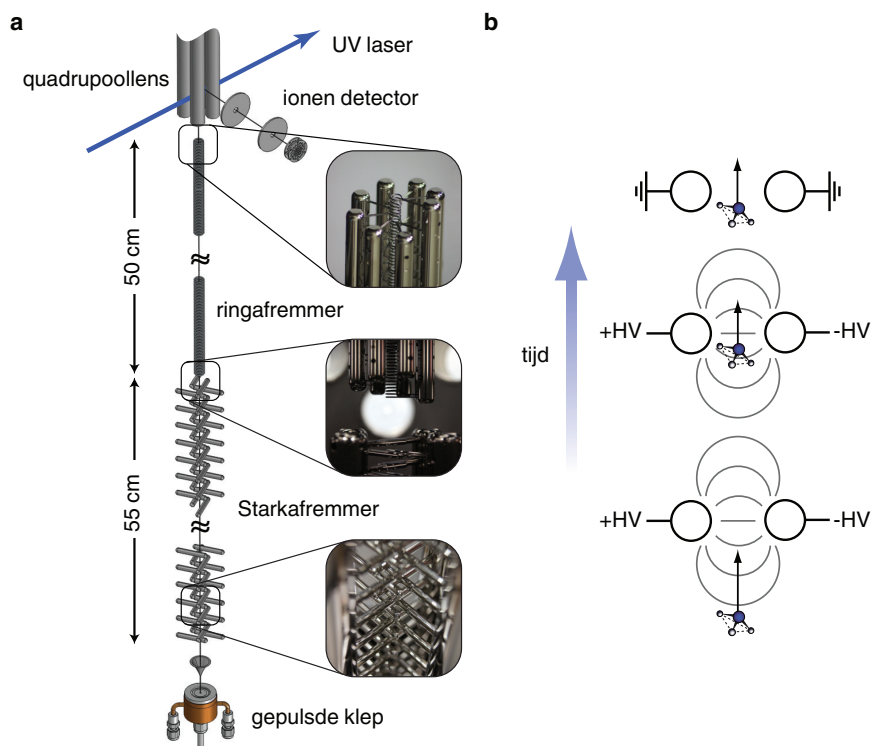 a
UV laser
quadrupoollens
ionen detector
50 cm
ringafremmer
55 cm
Starkafremmer
gepulsde klep
b
+HV
-HV
tijd
+HV
-HV